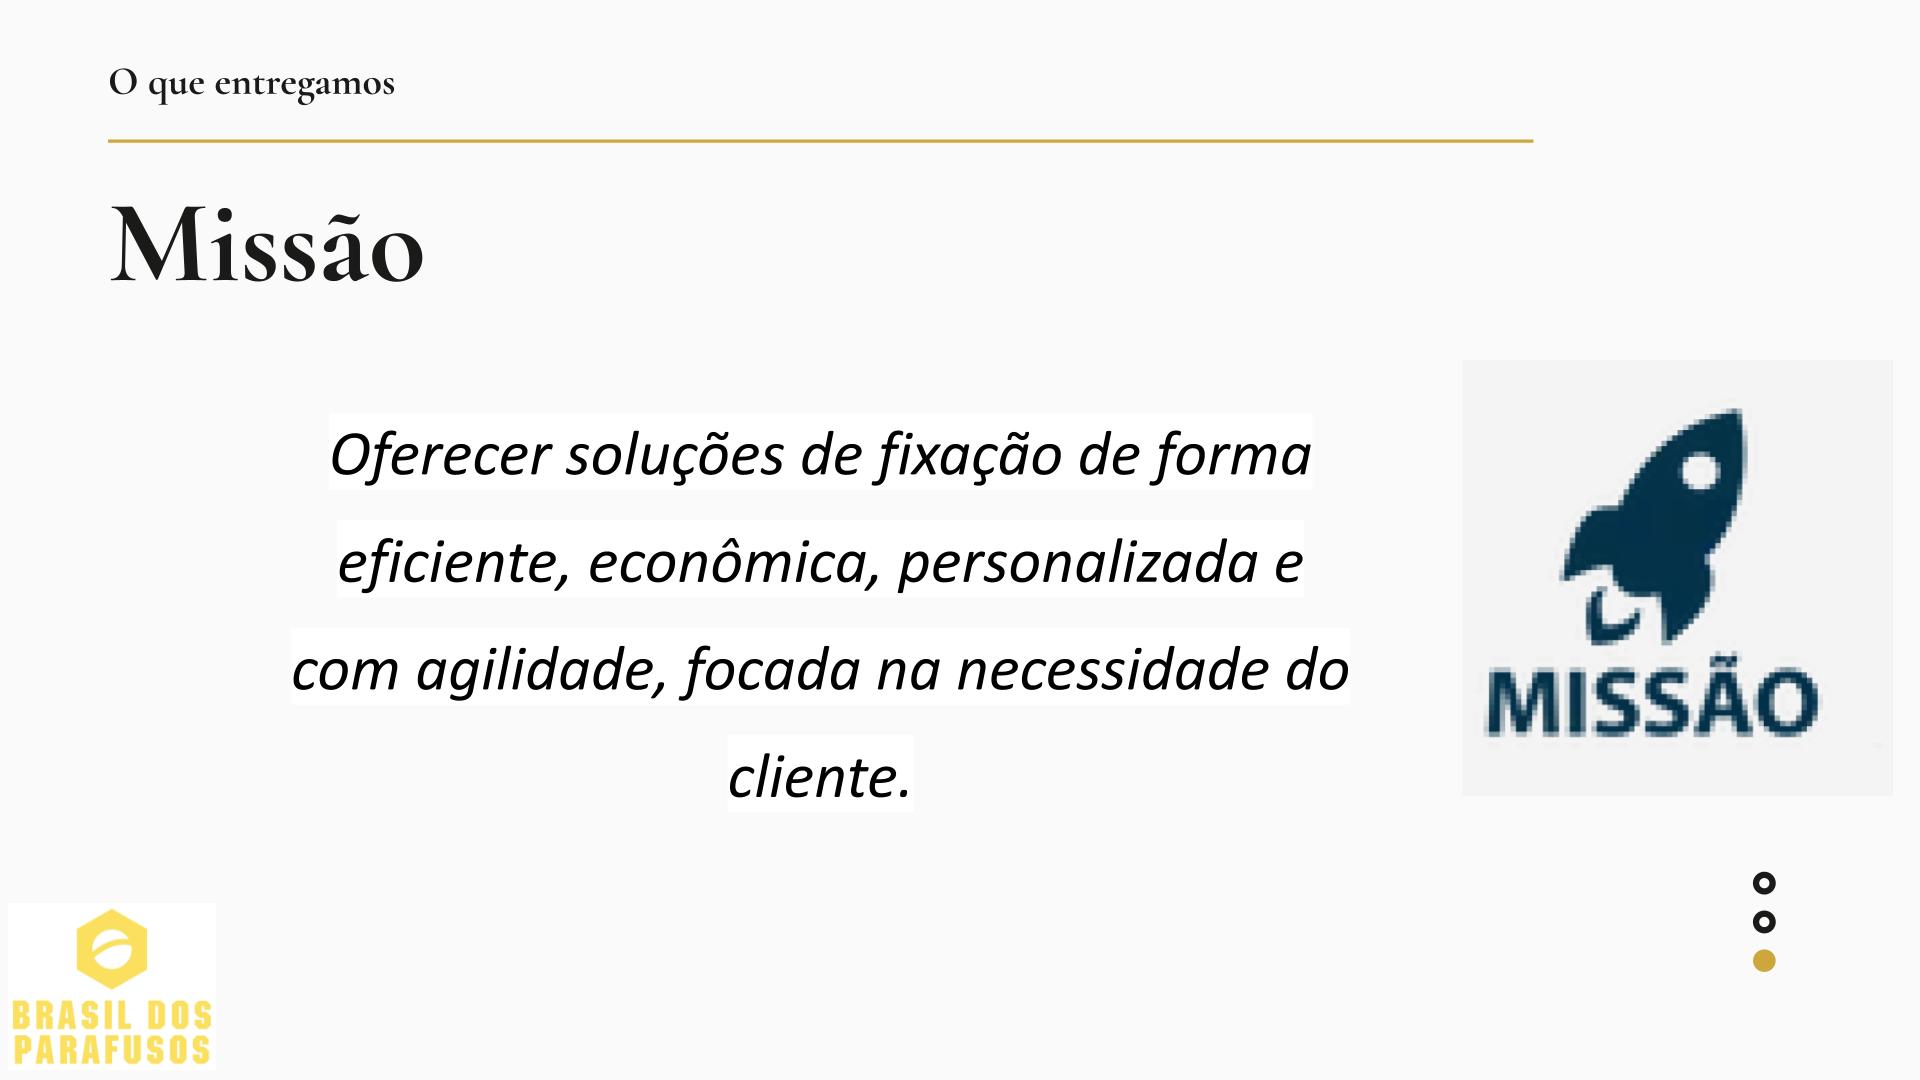 O que entregamos
Missão
Oferecer soluções de fixação de forma
eficiente, econômica, personalizada e
com agilidade, focada na necessidade do
cliente.
MISSÃO
BRASIL DOS
PARAFUSOS